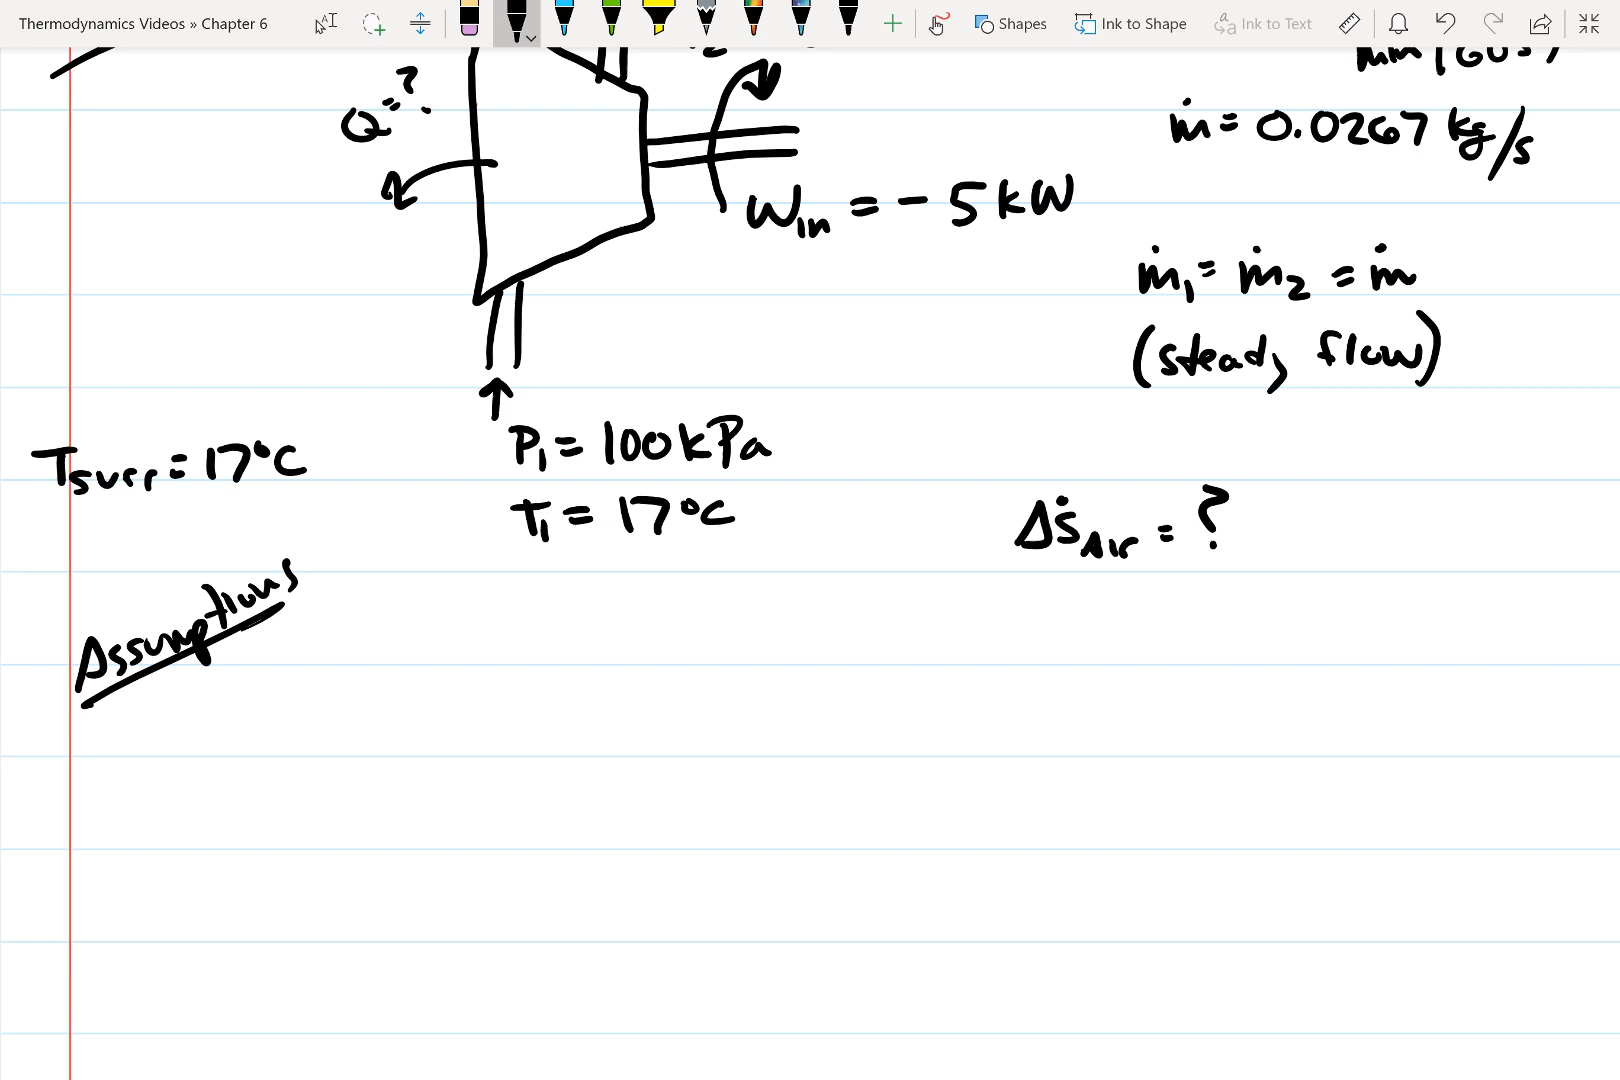 Thermodynamics Videos » Chapter 6
Shapes
Ink to Shape
Ink to Text
Q = ?
ṁ = 0.0267 kg/s
Win = - 5 kW
ṁ1 = ṁ2 = ṁ
(steady flow)
P1 = 100 kPa
Tsurr = 17°C
T1 = 17°C
ΔṠAir = ?
Assumptions